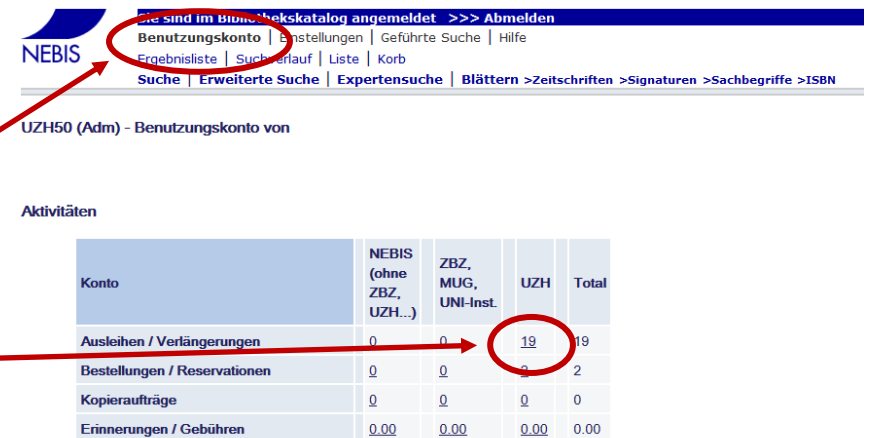 Sie sind im Bibliothekskatalog angemeldet >>> Abmelden
Benutzungskonto | Einstellungen | Geführte Suche | Hilfe
NEBIS
Ergebnisliste | Suchverlauf | Liste | Korb
Suche | Erweiterte Suche | Expertensuche | Blättern >Zeitschriften >Signaturen >Sachbegriffe >ISBN
UZH50 (Adm) - Benutzungskonto von
Aktivitäten
Konto NEBIS (ohne ZBZ, UZH...) ZBZ, MUG, UNI-Inst. UZH Total
Ausleihen / Verlängerungen 0 0 19 19
Bestellungen / Reservationen 0 0 2 2
Kopieraufträge 0 0 0 0
Erinnerungen / Gebühren 0.00 0.00 0.00 0.00